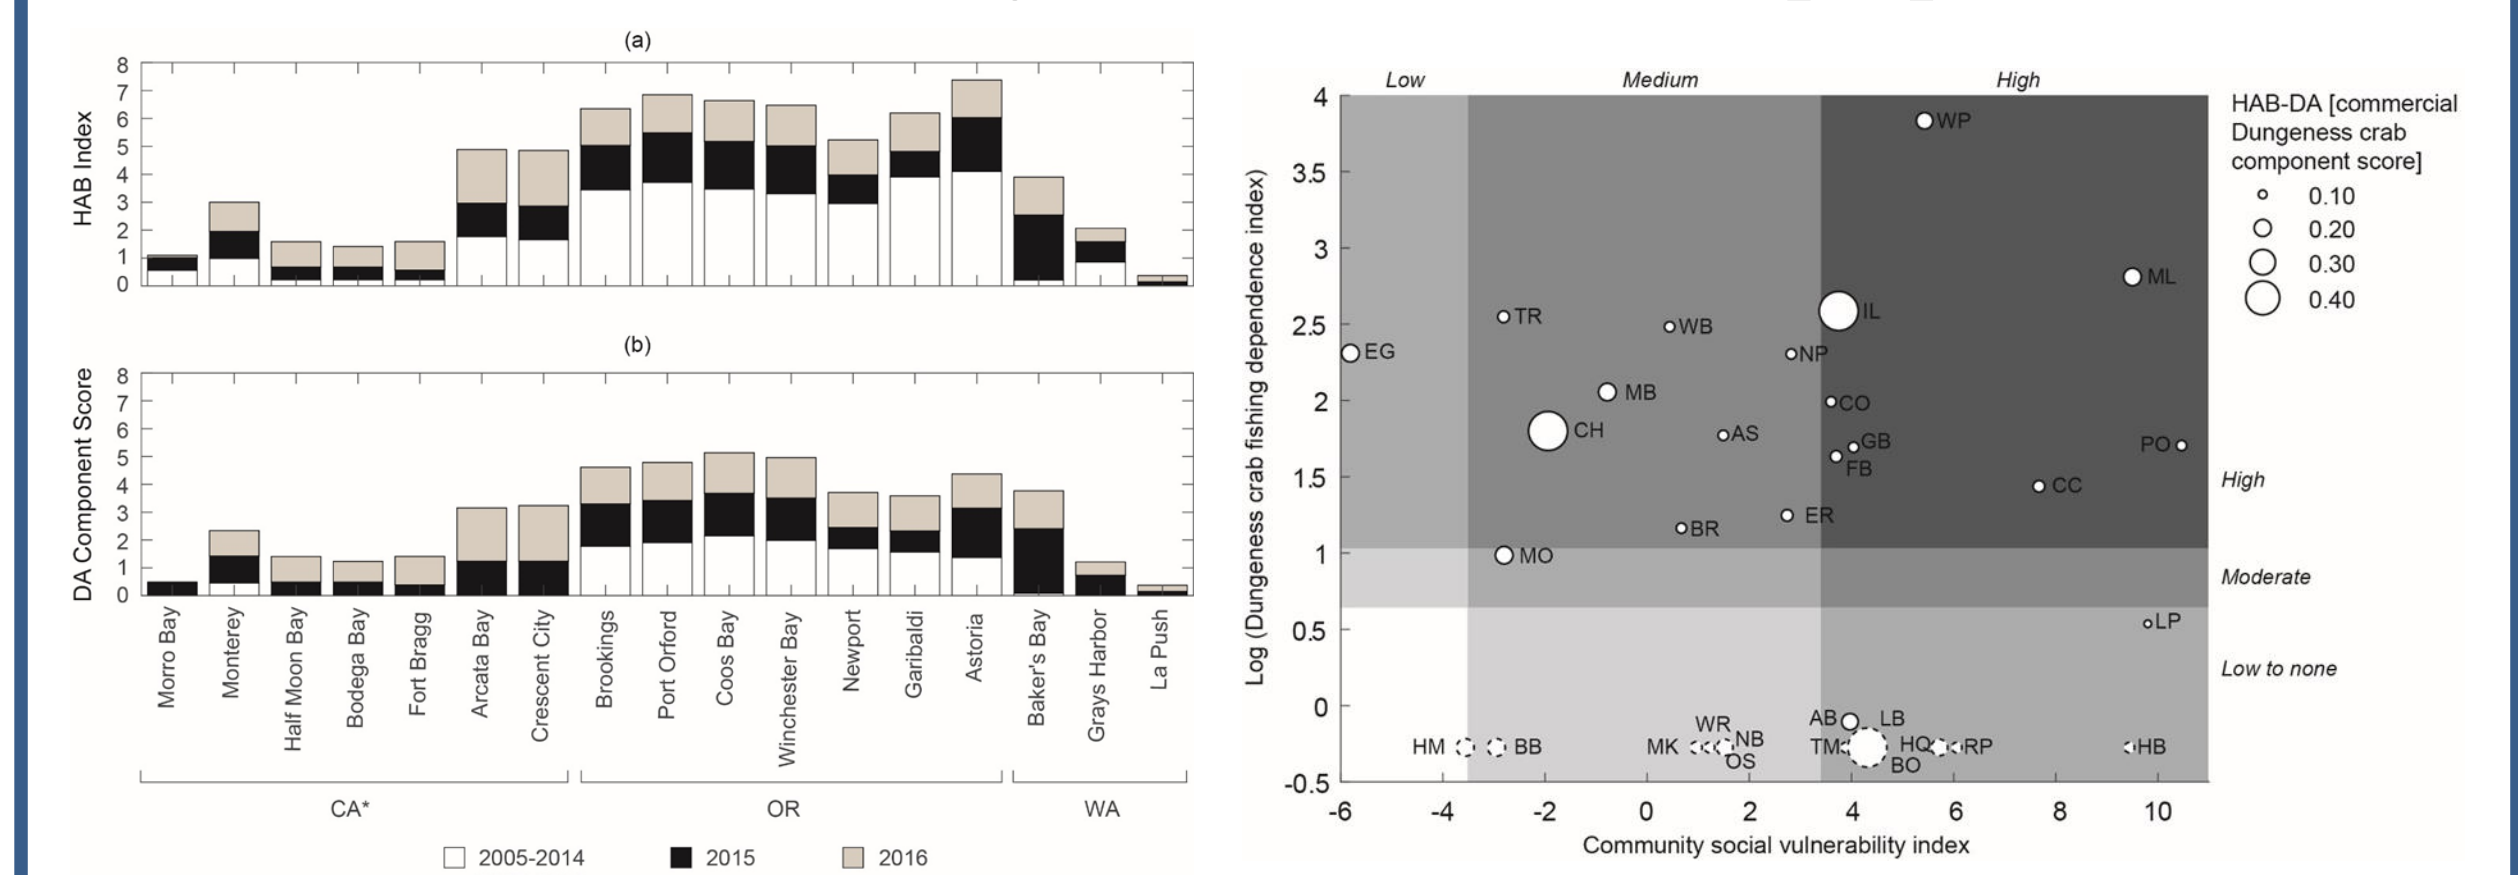 (a)
HAB Index
8
7
6
5
4
3
2
1
0
(b)
DA Component Score
8
7
6
5
4
3
2
1
0
Morro Bay
Monterey
Half Moon Bay
Bodega Bay
Fort Bragg
Arcata Bay
Crescent City
Brookings
Port Orford
Coos Bay
Winchester Bay
Newport
Garibaldi
Astoria
Baker's Bay
Grays Harbor
La Push
CA*
OR
WA
2005-2014
2015
2016
Low
Medium
High
Log (Dungeness crab fishing dependence index)
4
3.5
3
2.5
2
1.5
1
0.5
0
-0.5
WP
ML
IL
TR
WB
NP
EG
MB
CO
CH
AS
GB
FB
PO
CC
ER
BR
MO
LP
AB
LB
WR
NB
HM
BB
MK
OS
TM
HQ
BO
RP
HB
High
Moderate
Low to none
-6
-4
-2
0
2
4
6
8
10
Community social vulnerability index
HAB-DA [commercial
Dungeness crab
component score]
0.10
0.20
0.30
0.40